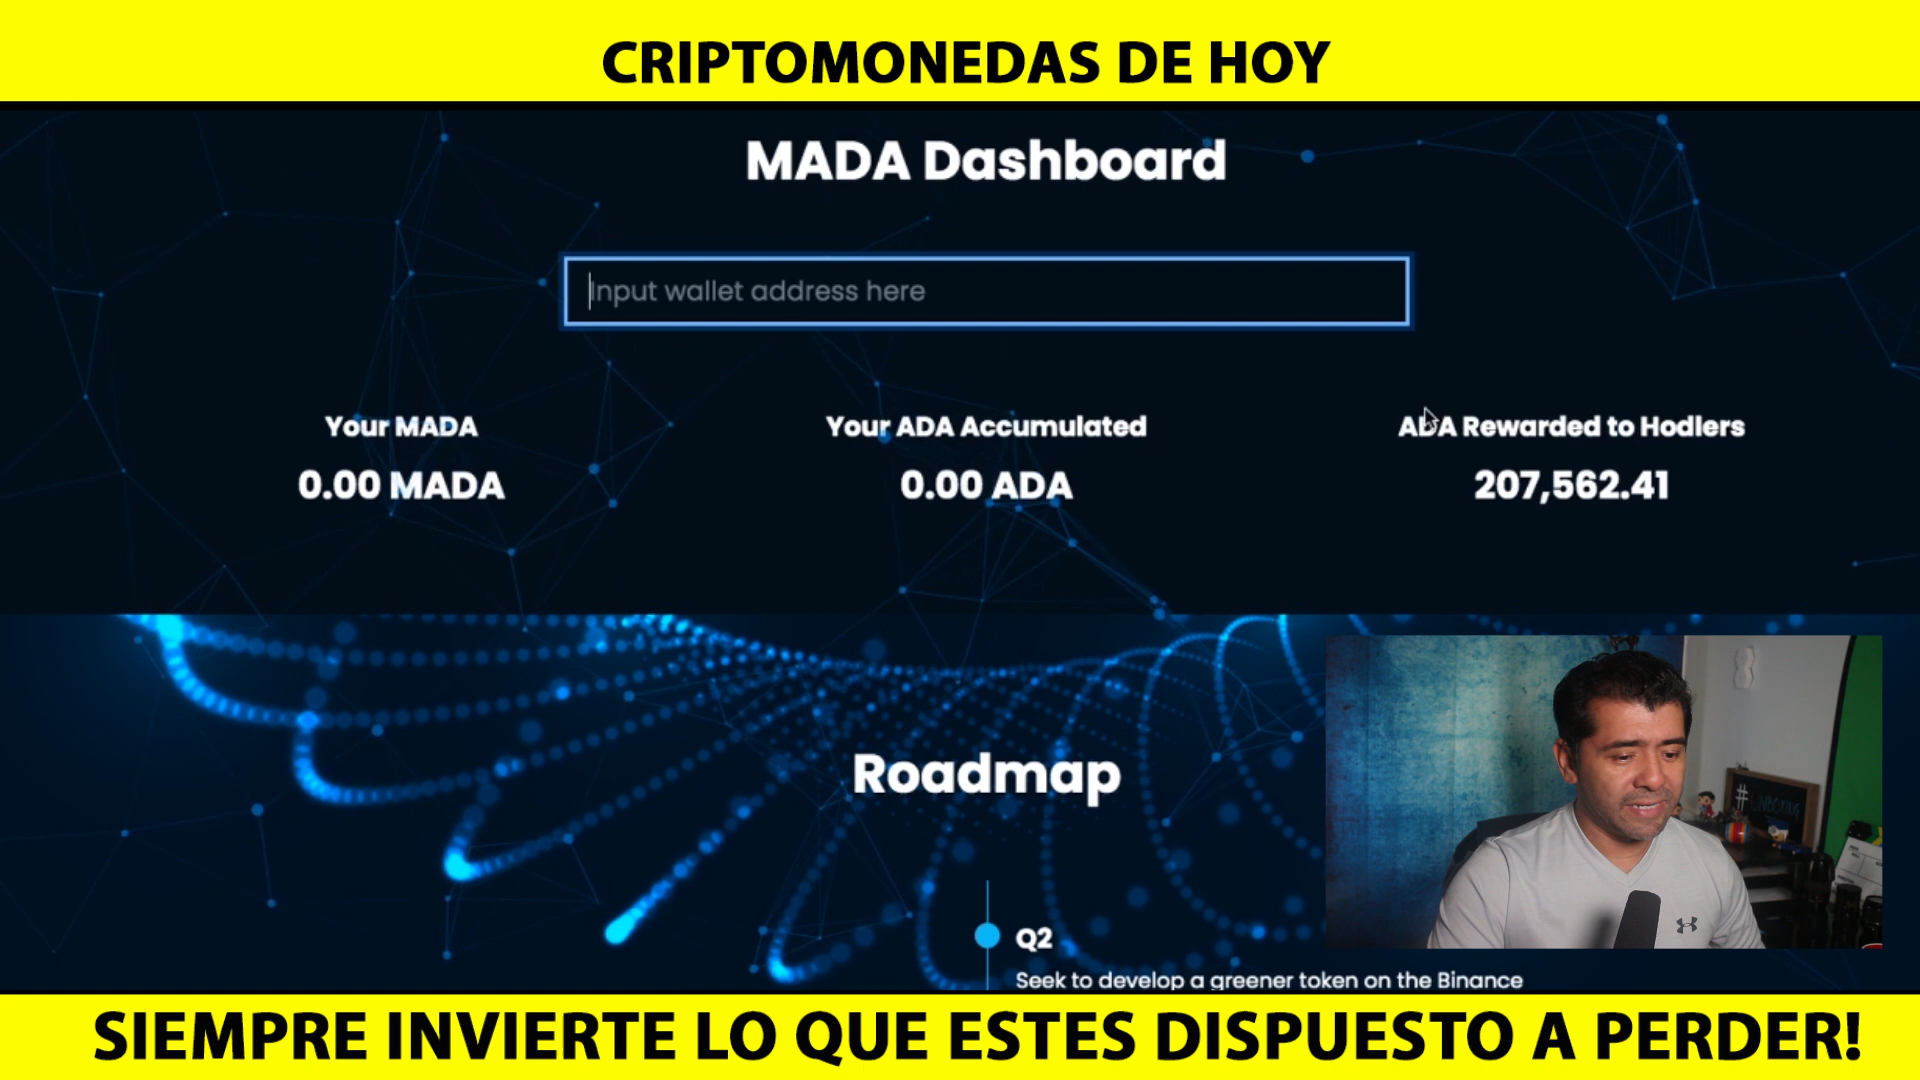 CRIPTOMONEDAS DE HOY
MADA Dashboard
Input wallet address here
Your MADA
0.00 MADA
Your ADA Accumulated
0.00 ADA
ADA Rewarded to Hodlers
207,562.41
Roadmap
Q2
Seek to develop a greener token on the Binance
#UNBOXING
SIEMPRE INVIERTE LO QUE ESTES DISPUESTO A PERDER!